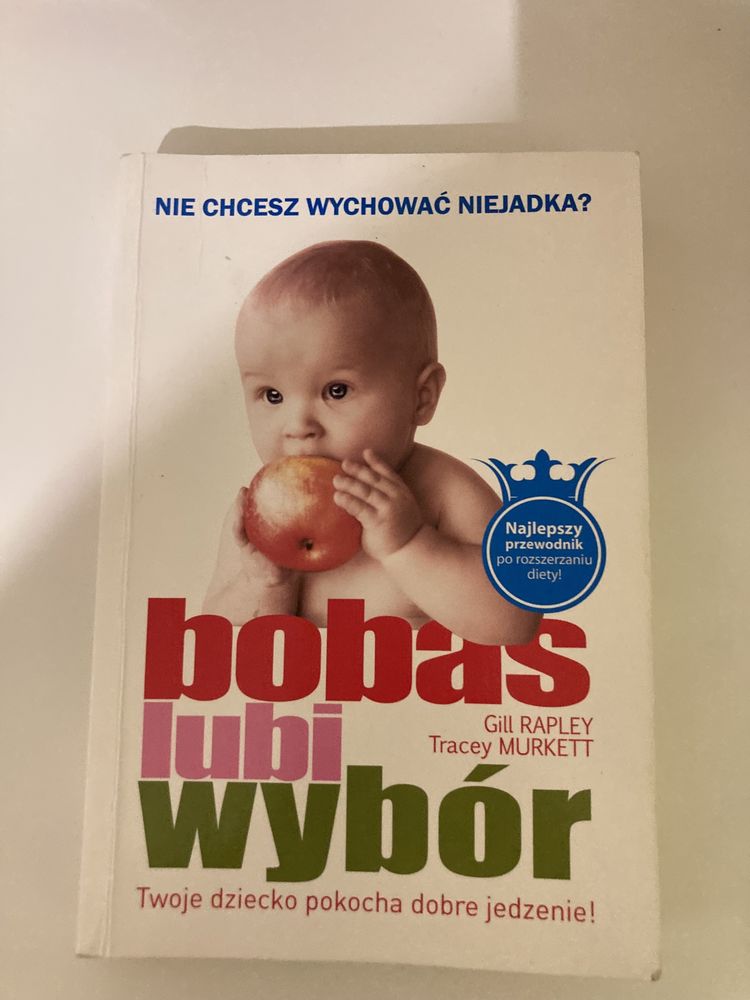 NIE CHCESZ WYCHOWAĆ NIEJADKA?
Najlepszy
przewodnik
po rozszerzaniu
diety!
bobas
lubi
Gill RAPLEY
Tracey MURKETT
wybór
Twoje dziecko pokocha dobre jedzenie!